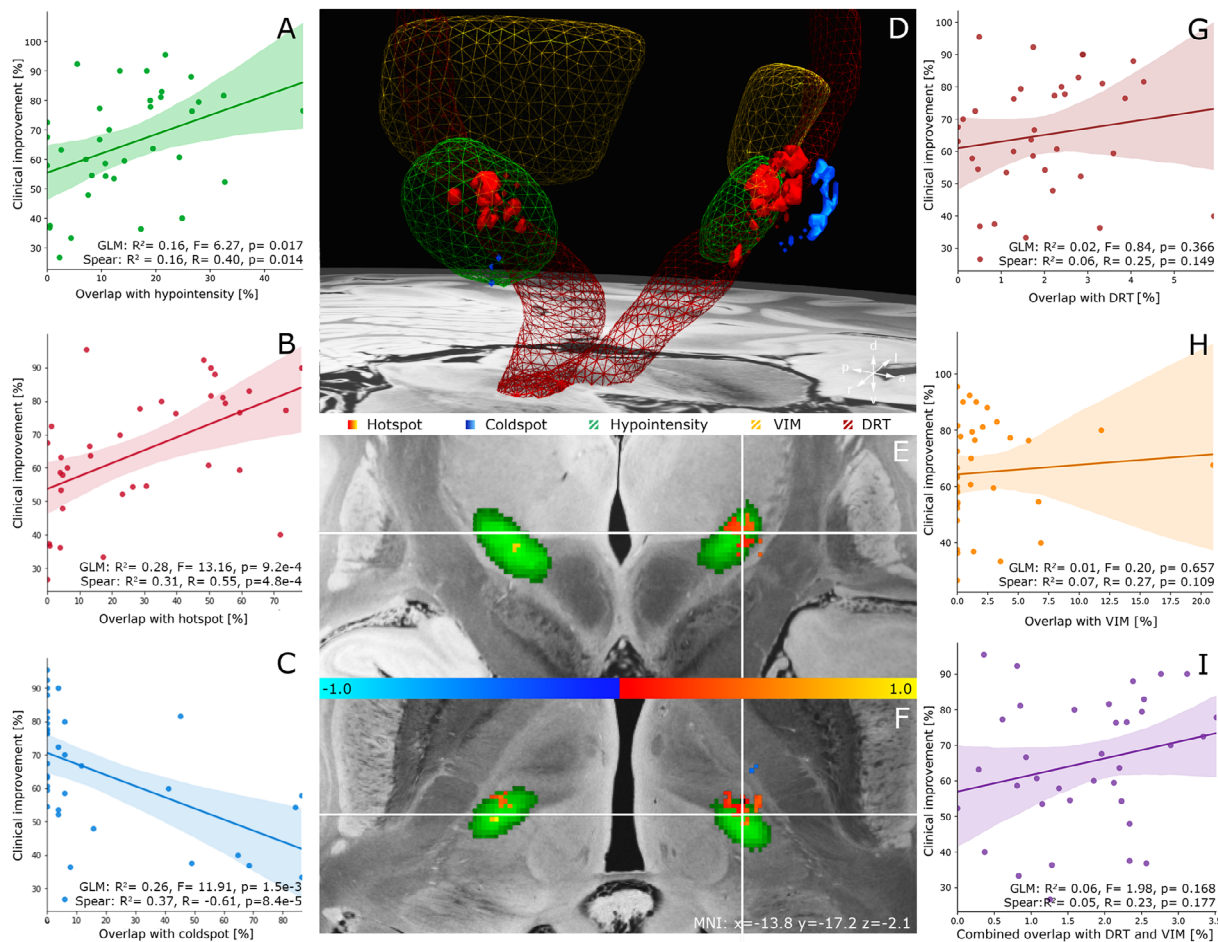 A
Clinical improvement [%]
100
90
80
70
60
50
40
30
GLM: R²= 0.16, F= 6.27, p= 0.017
Spear: R² = 0.16, R= 0.40, p= 0.014
0 10 20 30 40
Overlap with hypointensity [%]
B
Clinical improvement [%]
90
80
70
60
50
40
30
GLM: R²= 0.28, F= 13.16, p= 9.2e-4
Spear: R²= 0.31, R= 0.55, p=4.8e-4
0 10 20 30 40 50 60 70
Overlap with hotspot [%]
C
Clinical improvement [%]
90
80
70
60
50
40
30
GLM: R²= 0.26, F= 11.91, p= 1.5e-3
Spear: R²= 0.37, R= -0.61, p=8.4e-5
0 20 40 60 80
Overlap with coldspot [%]
D
d
p l
r a
v
Hotspot Coldspot Hypointensity VIM DRT
E
-1.0 1.0
F
MNI: x=-13.8 y=-17.2 z=-2.1
G
Clinical improvement [%]
100
90
80
70
60
50
40
30
GLM: R²= 0.02, F= 0.84, p= 0.366
Spear: R²= 0.06, R= 0.25, p= 0.149
0 1 2 3 4 5
Overlap with DRT [%]
H
Clinical improvement [%]
100
80
60
40
GLM: R²= 0.01, F= 0.20, p= 0.657
Spear: R²= 0.07, R= 0.27, p= 0.109
0.0 2.5 5.0 7.5 10.0 12.5 15.0 17.5 20.0
Overlap with VIM [%]
I
Clinical improvement [%]
90
80
70
60
50
40
30
GLM: R²= 0.06, F= 1.98, p= 0.168
Spear: R²= 0.05, R= 0.23, p= 0.177
0.0 0.5 1.0 1.5 2.0 2.5 3.0 3.5
Combined overlap with DRT and VIM [%]